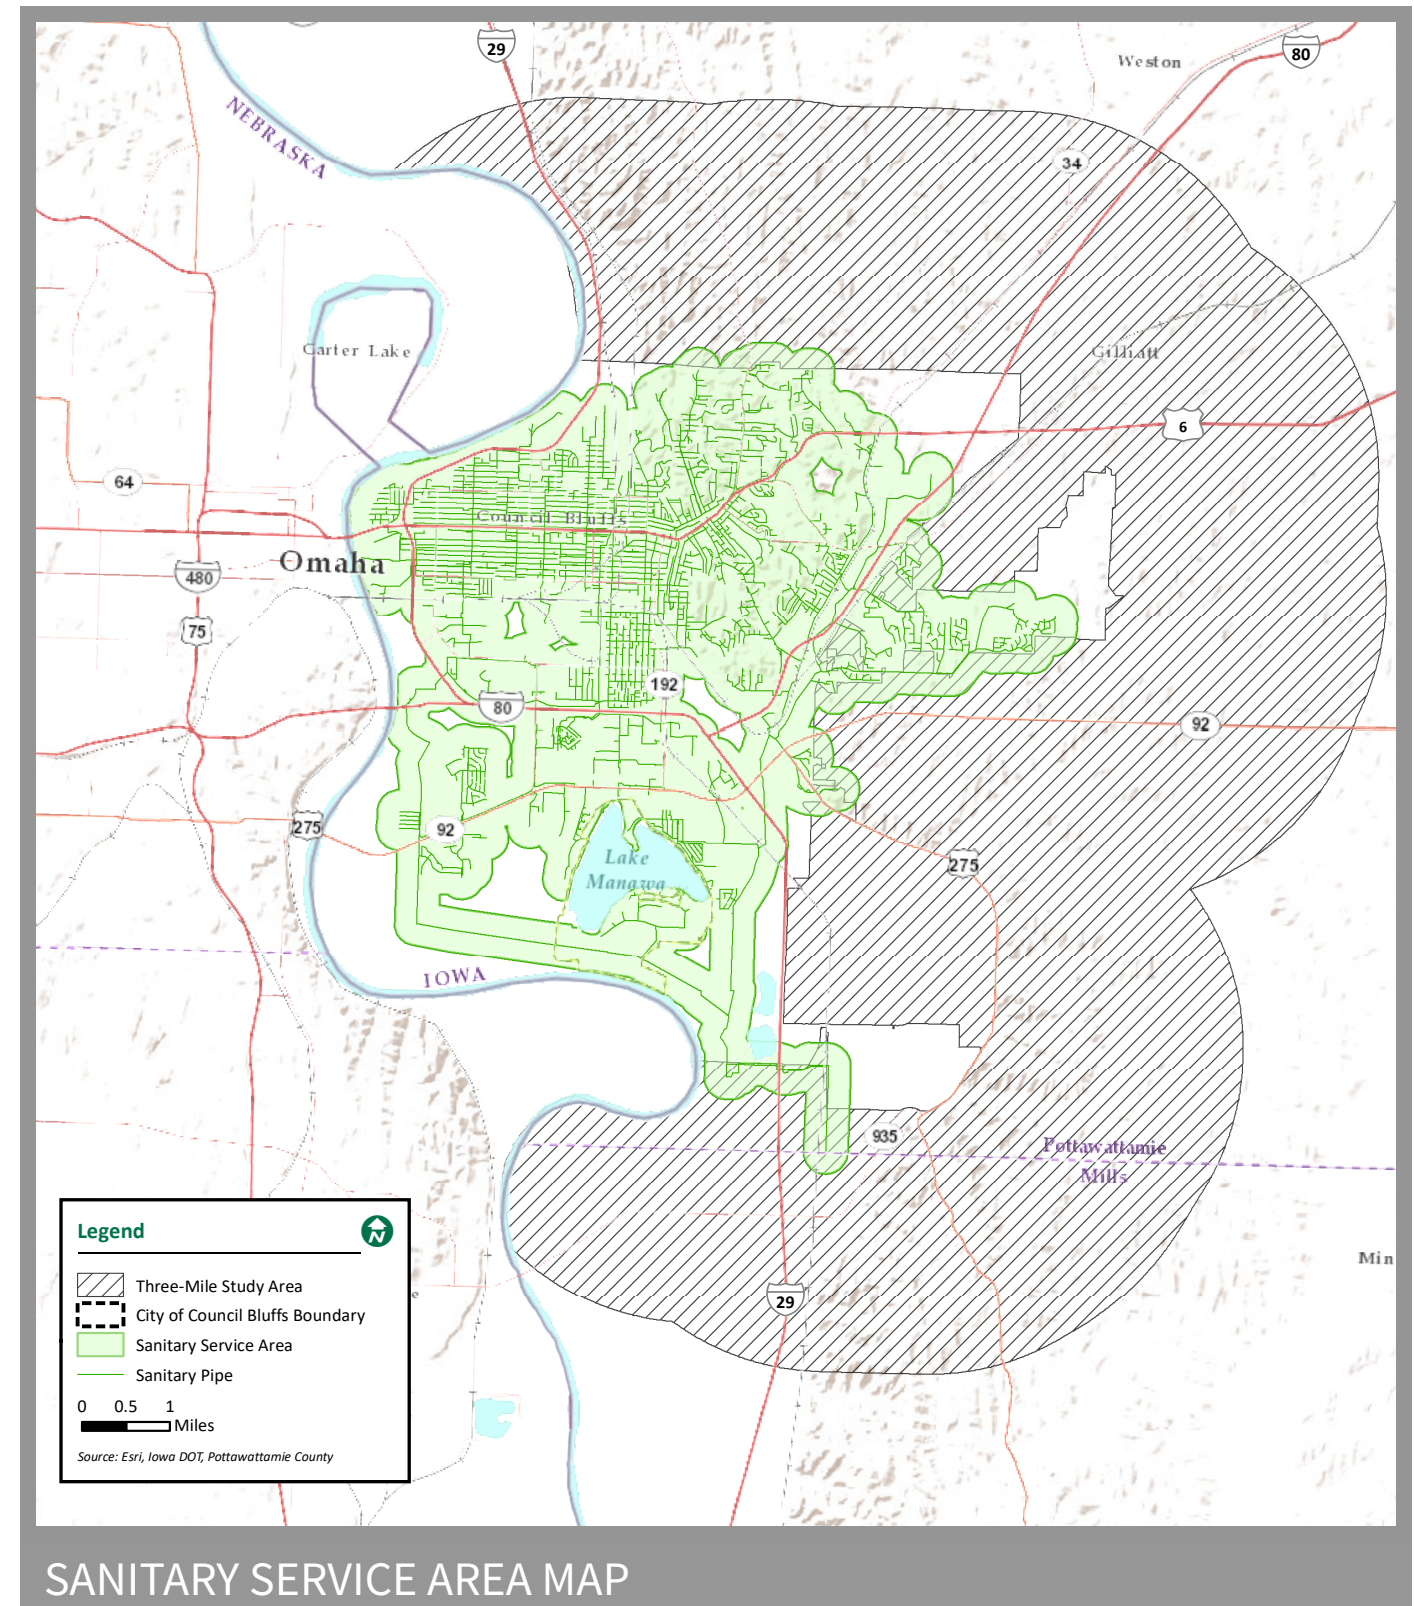 29
80
Weston
NEBRASKA
34
Carter Lake
Gilliatt
6
64
Council Bluffs
Omaha
480
75
192
80
92
275
92
275
Lake
Manawa
IOWA
935
Pottawattamie
Mills
Min
29
e
Legend
N
Three-Mile Study Area
City of Council Bluffs Boundary
Sanitary Service Area
Sanitary Pipe
0 0.5 1
Miles
Source: Esri, Iowa DOT, Pottawattamie County
SANITARY SERVICE AREA MAP